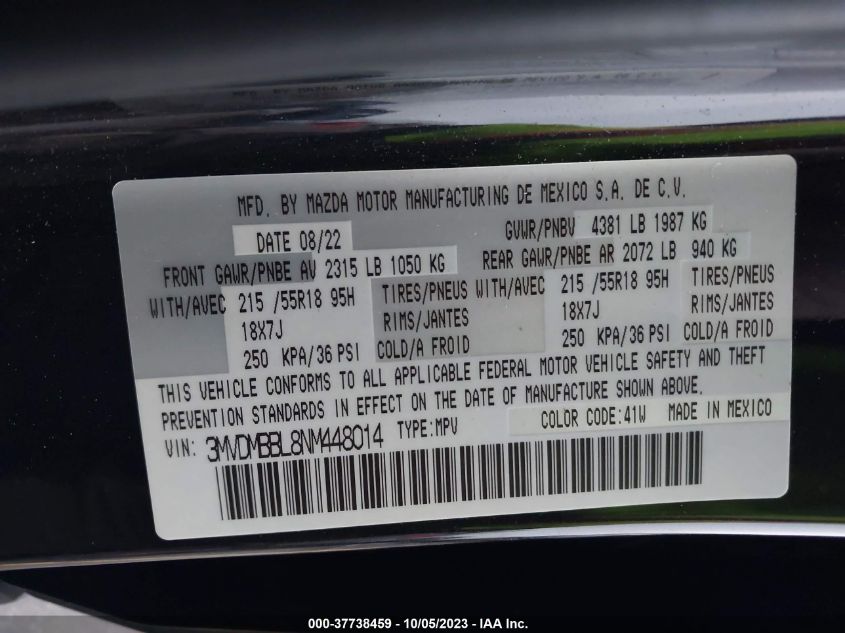 MFD. BY MAZDA MOTOR MANUFACTURING DE MEXICO S.A. DE C.V.
DATE 08/22 GVWR/PNBV 4381 LB 1987 KG
FRONT GAWR/PNBE AV 2315 LB 1050 KG REAR GAWR/PNBE AR 2072 LB 940 KG
WITH/AVEC 215 /55R18 95H TIRES/PNEUS WITH/AVEC 215 /55R18 95H TIRES/PNEUS
18X7J RIMS/JANTES 18X7J RIMS/JANTES
250 KPA/36 PSI COLD/A FROID 250 KPA/36 PSI COLD/A FROID
THIS VEHICLE CONFORMS TO ALL APPLICABLE FEDERAL MOTOR VEHICLE SAFETY AND THEFT
PREVENTION STANDARDS IN EFFECT ON THE DATE OF MANUFACTURE SHOWN ABOVE.
VIN: 3MVDMBBL8NM448014 TYPE:MPV COLOR CODE:41W MADE IN MEXICO
000-37738459 - 10/05/2023 - IAA Inc.